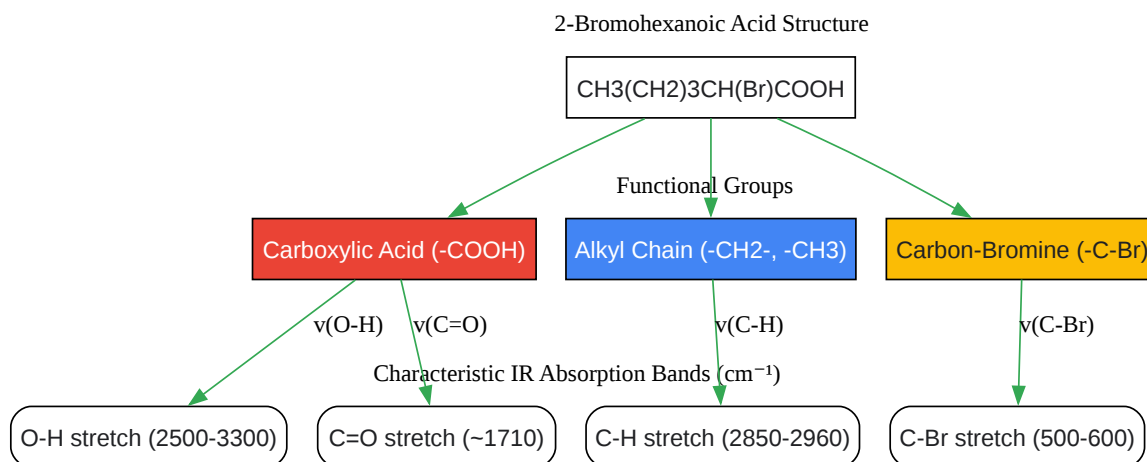 2-Bromohexanoic Acid Structure
CH3(CH2)3CH(Br)COOH
Functional Groups
Carboxylic Acid (-COOH)
Alkyl Chain (-CH2-, -CH3)
Carbon-Bromine (-C-Br)
v(O-H)
v(C=O)
v(C-H)
v(C-Br)
Characteristic IR Absorption Bands (cm⁻¹)
O-H stretch (2500-3300)
C=O stretch (~1710)
C-H stretch (2850-2960)
C-Br stretch (500-600)